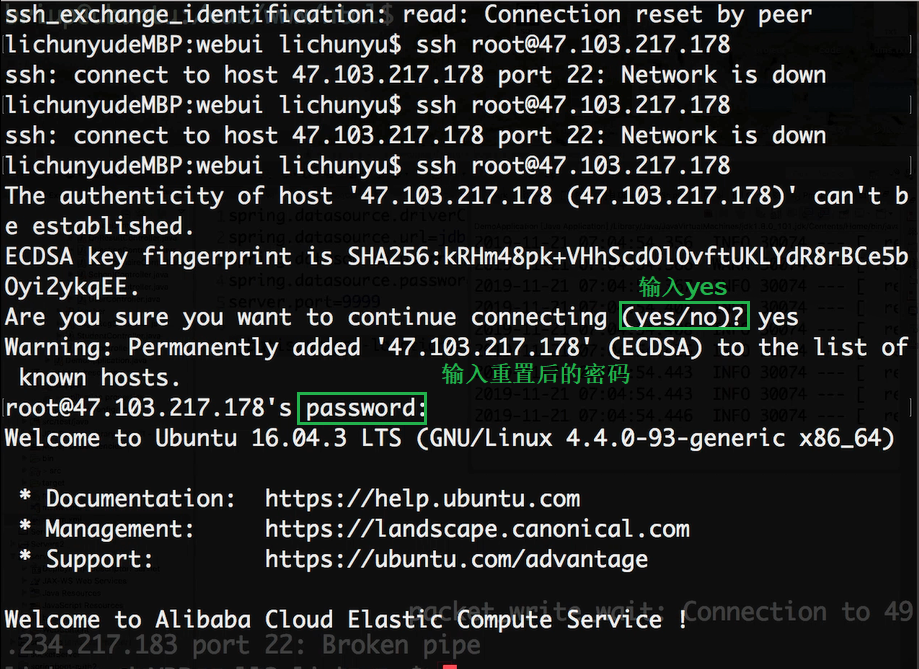 ssh_exchange_identification: read: Connection reset by peer
lichunyudeMBP:webui lichunyu$ ssh root@47.103.217.178
ssh: connect to host 47.103.217.178 port 22: Network is down
lichunyudeMBP:webui lichunyu$ ssh root@47.103.217.178
ssh: connect to host 47.103.217.178 port 22: Network is down
lichunyudeMBP:webui lichunyu$ ssh root@47.103.217.178
The authenticity of host '47.103.217.178 (47.103.217.178)' can't b
e established.
ECDSA key fingerprint is SHA256:kRHm48pk+VHhScdOlOvftUKLYdR8rBCe5b
Oyi2ykqEE.
输入yes
Are you sure you want to continue connecting (yes/no)? yes
Warning: Permanently added '47.103.217.178' (ECDSA) to the list of
known hosts.
输入重置后的密码
root@47.103.217.178's password:
Welcome to Ubuntu 16.04.3 LTS (GNU/Linux 4.4.0-93-generic x86_64)
* Documentation: https://help.ubuntu.com
* Management: https://landscape.canonical.com
* Support: https://ubuntu.com/advantage
packet_write_wait: Connection to 49
Welcome to Alibaba Cloud Elastic Compute Service !
.234.217.183 port 22: Broken pipe